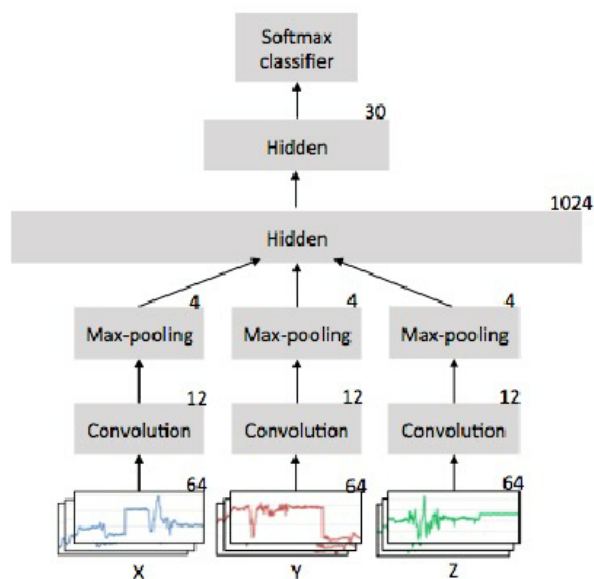 Softmax
classifier
30
Hidden
1024
Hidden
4 4 4
Max-pooling Max-pooling Max-pooling
12 12 12
Convolution Convolution Convolution
64 64 64
X Y Z